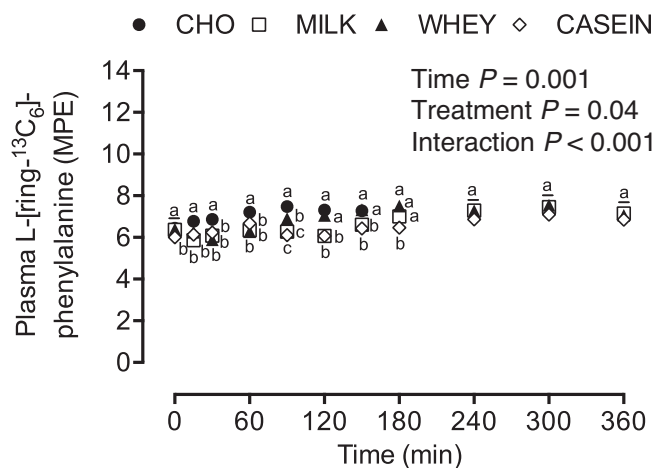 CHO MILK WHEY CASEIN
Time P = 0.001
Treatment P = 0.04
Interaction P < 0.001
Plasma L-[ring-¹³C₆]-
phenylalanine (MPE)
14
12
10
8
6
4
2
0
a a a a a a a a a a
b b b b b a a a
b b b b c b b b
b b b c b b b
0 60 120 180 240 300 360
Time (min)